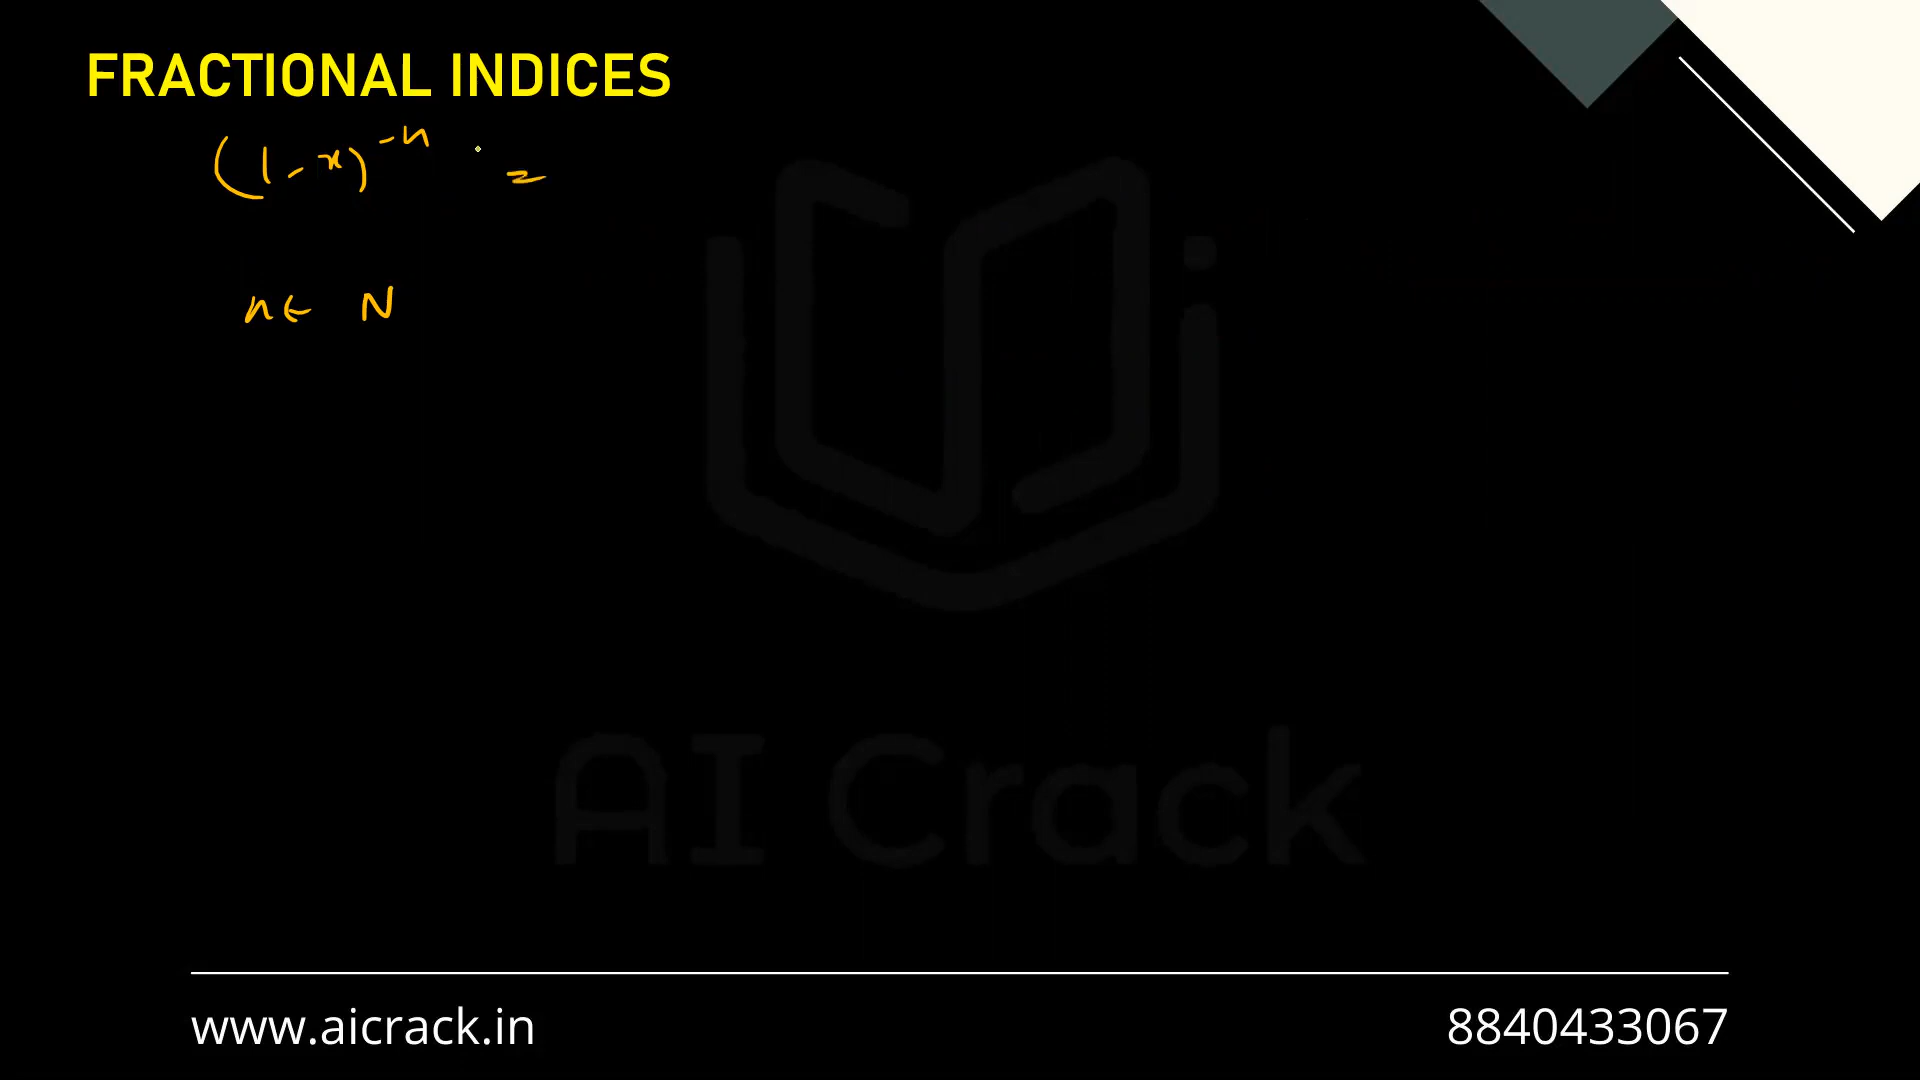 FRACTIONAL INDICES
(1-x)^-n =
n ∈ N
AI Crack
www.aicrack.in
8840433067